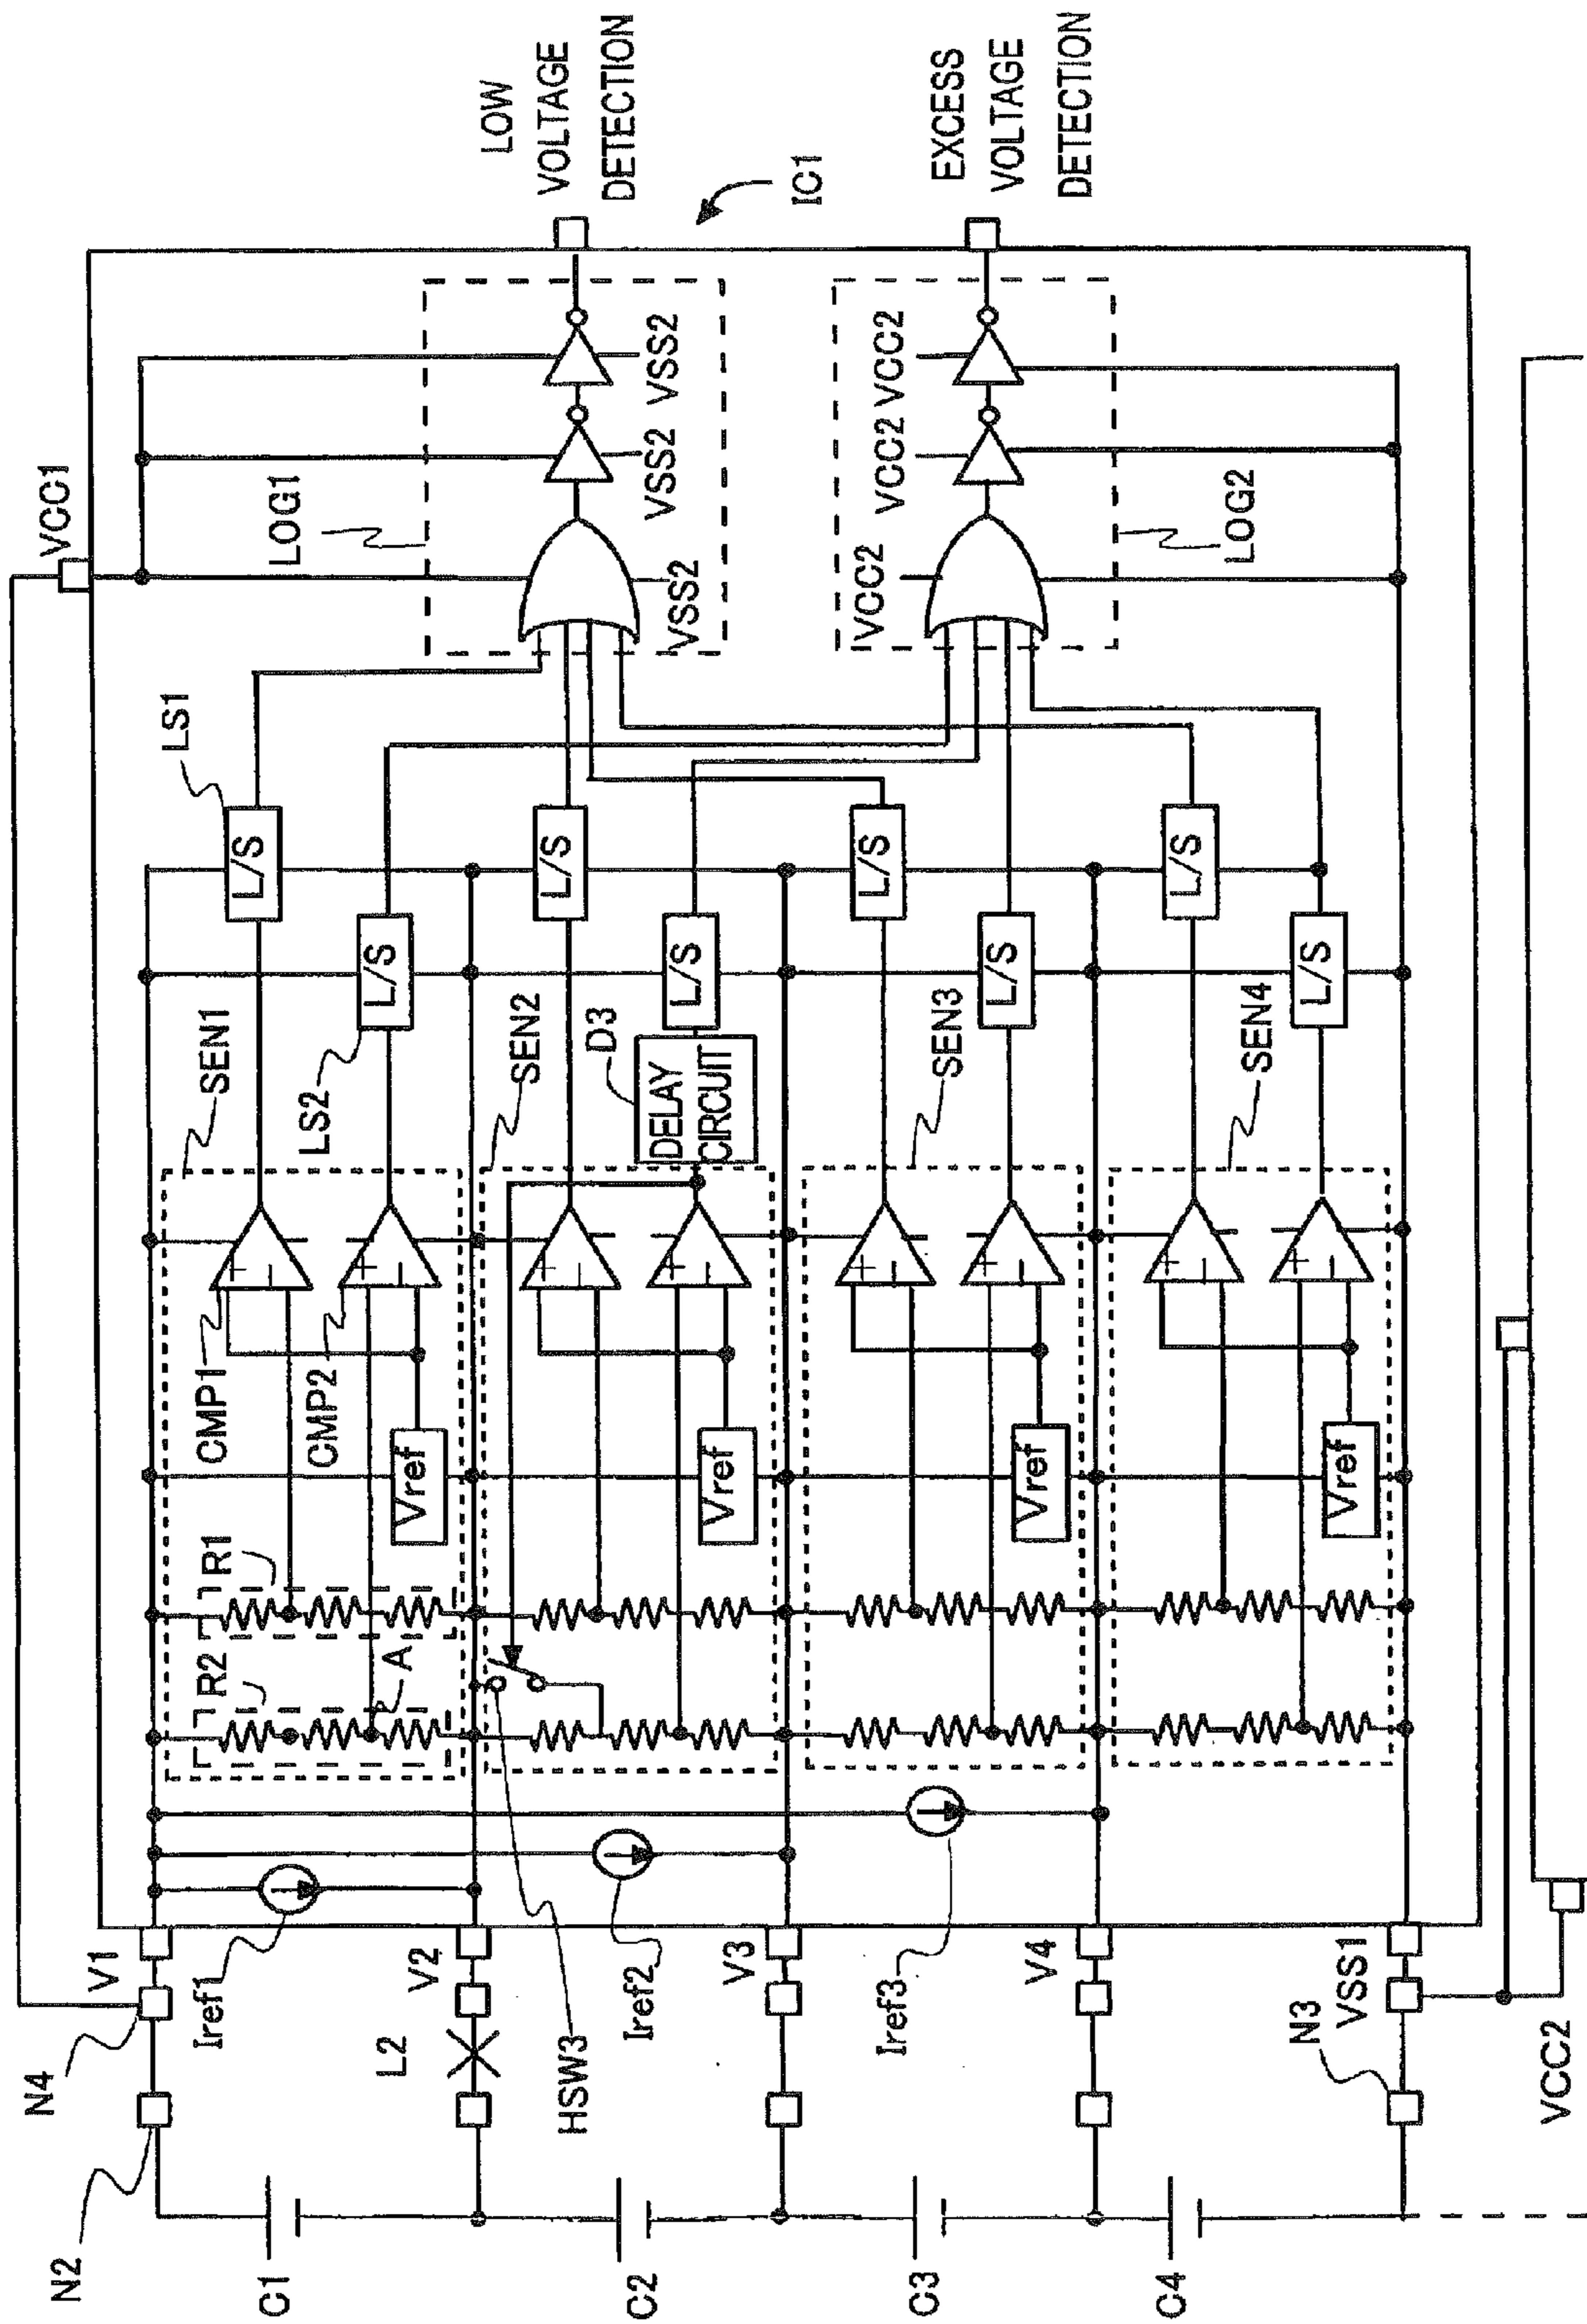 LOW
VOLTAGE
DETECTION
EXCESS
VOLTAGE
DETECTION
IC1
VCC1
LOG1
VSS2
VSS2
VSS2
VCC2
VCC2
VCC2
LOG2
LS1
L/S
L/S
L/S
L/S
L/S
L/S
L/S
L/S
LS2
SEN1
SEN2
D3
DELAY
CIRCUIT
SEN3
SEN4
CMP1
CMP2
+
−
+
−
+
−
+
−
+
−
+
−
+
−
+
−
Vref
Vref
Vref
Vref
R1
R2
A
N4
V1
Iref1
V2
L2
HSW3
Iref2
V3
Iref3
V4
N3
VSS1
VCC2
N2
C1
C2
C3
C4